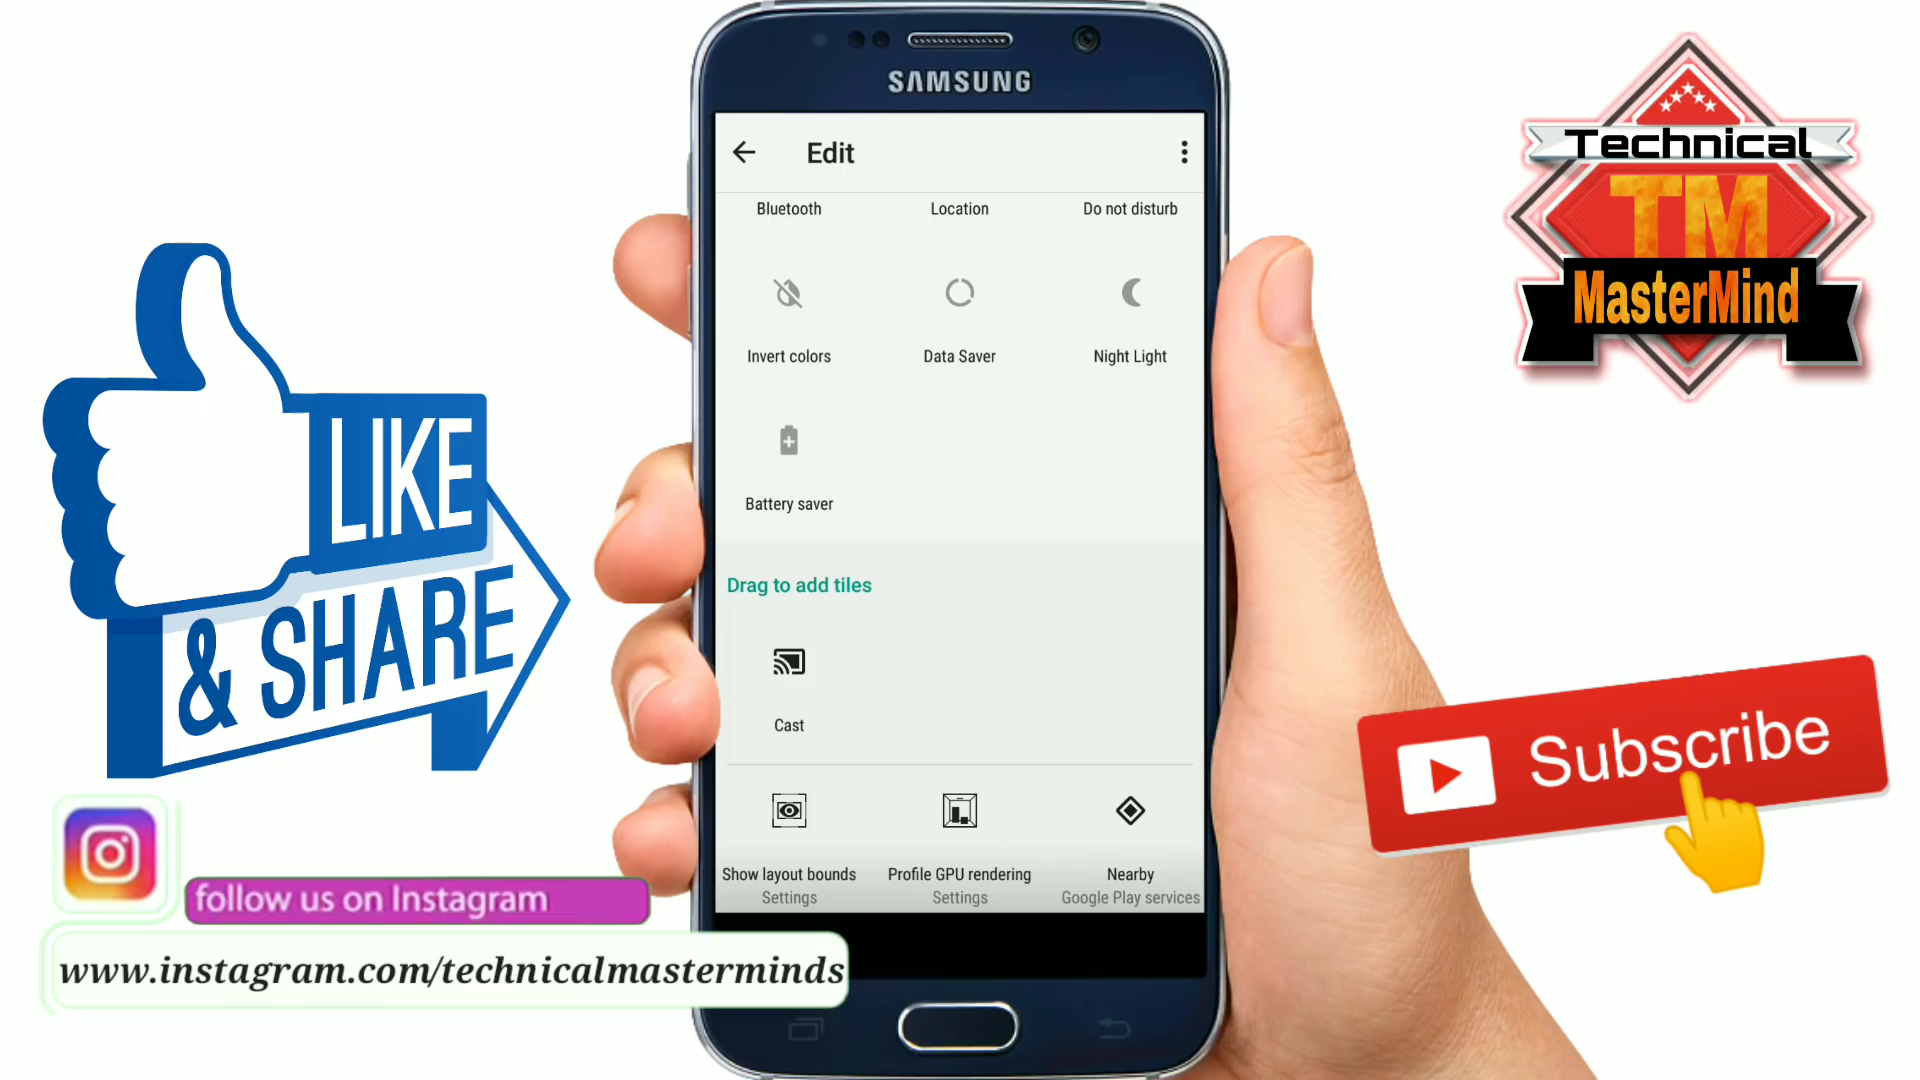 SAMSUNG
Edit
Bluetooth Location Do not disturb
Invert colors Data Saver Night Light
Battery saver
Drag to add tiles
Cast
Show layout bounds Profile GPU rendering Nearby
Settings Settings Google Play services
LIKE
& SHARE
follow us on Instagram
www.instagram.com/technicalmasterminds
Technical
TM
MasterMind
Subscribe